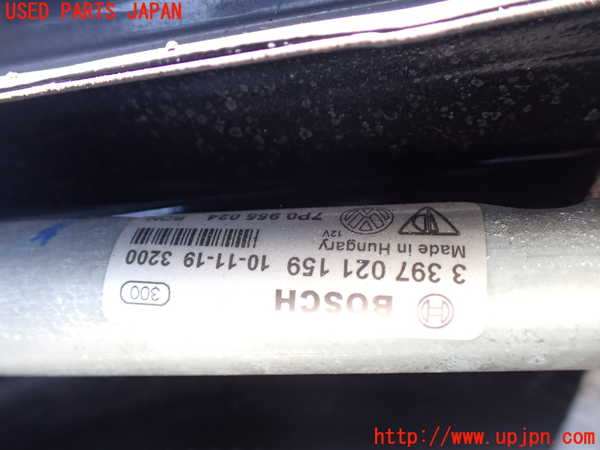 USED PARTS JAPAN
BOSCH
300
3 397 021 159 10-11-19 3200
Made in Hungary
12V
7P0 955 024
http://www.upjpn.com/